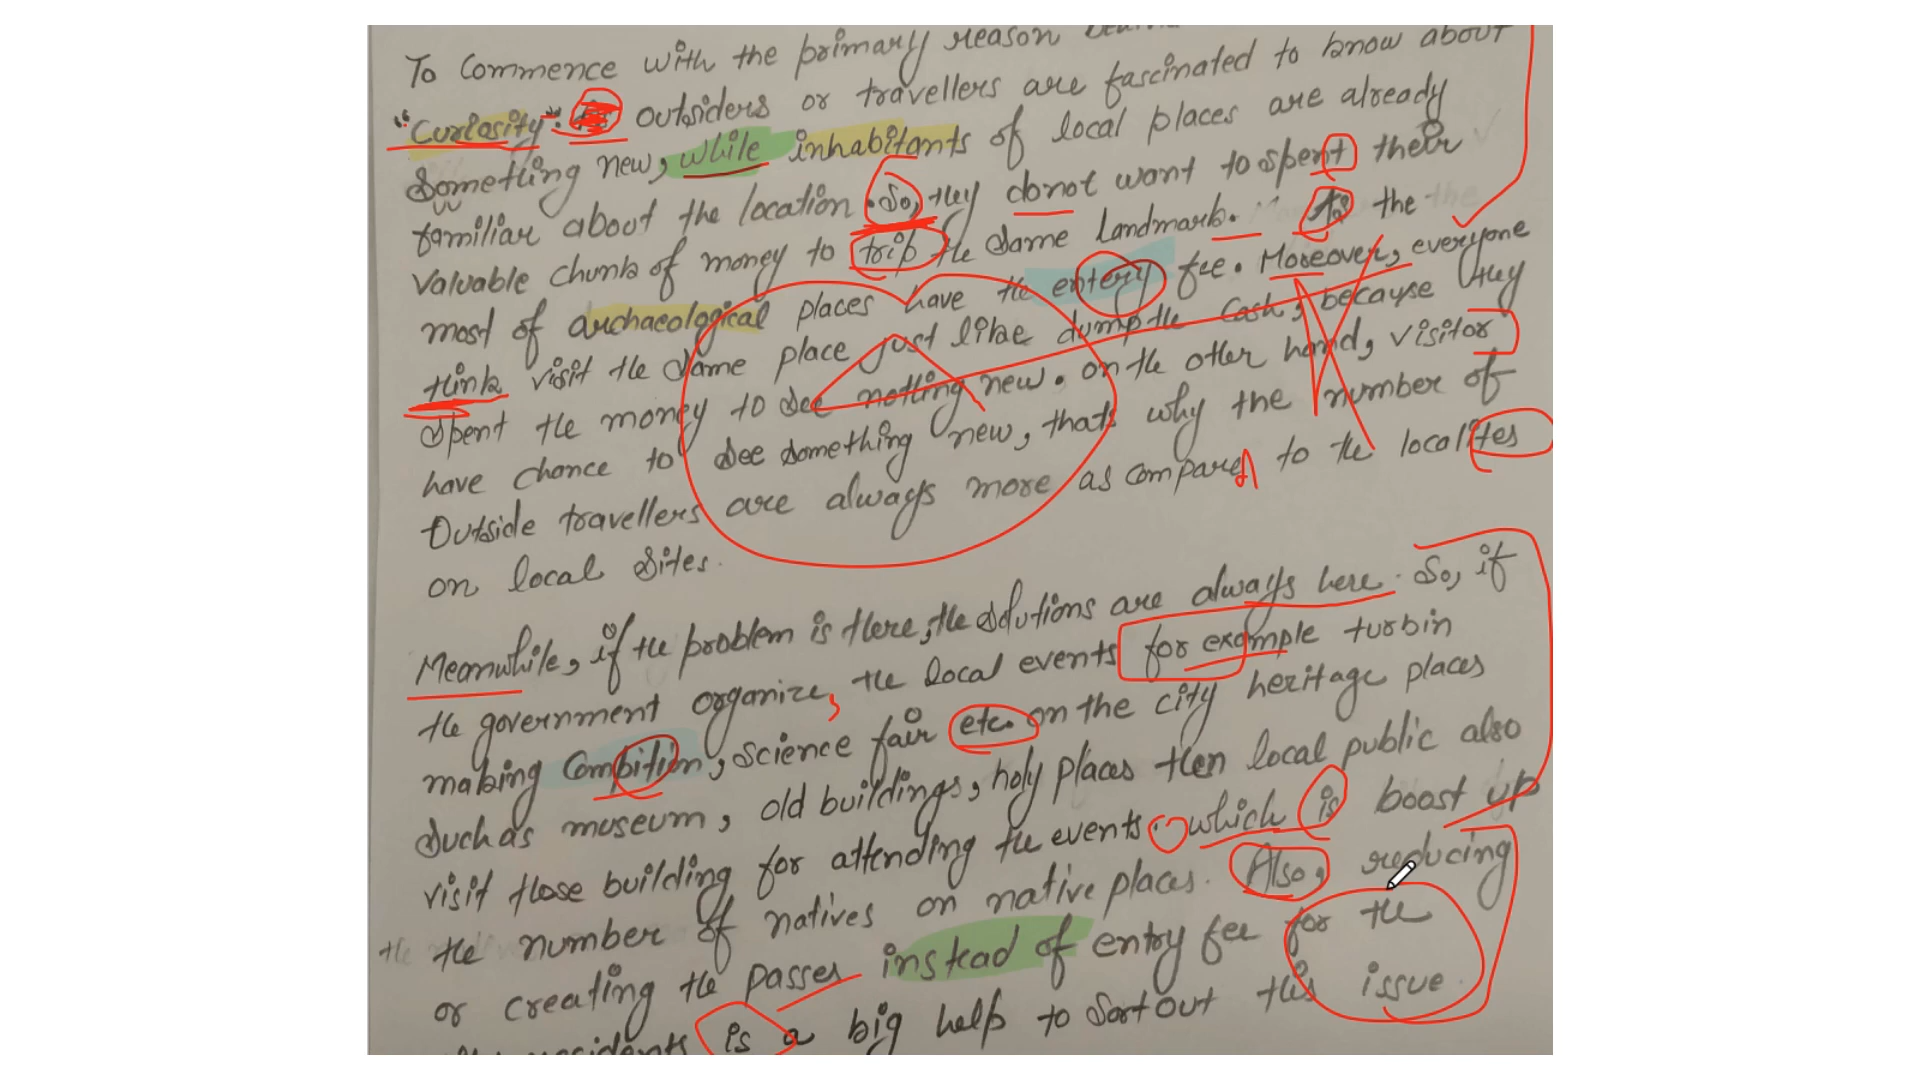 To Commence with the primary reason
"Curiosity". outsiders or travellers are fascinated to know about
Something new, while inhabitants of local places are already
familiar about the location. So, they donot want to spent their
Valuable chunk of money to trip the Same landmark. As the
most of archaeological places have the entery fee. Moreover, everyone
think visit the Same place just like dump the Cash, because they
Spent the money to See nothing new. on the other hand, visitor
have chance to See Something new, thats why the number of
Outside travellers are always more as compare to the localites
on local Sites.
Meanwhile, if the problem is there, the Solutions are always here. So, if
the government organize, the local events for example turbin
making Compition, Science fair etc. on the city heritage places
Such as museum, old buildings, holy places then local public also
visit those building for attending the events. which is boost up
the number of natives on native places. Also, reducing
or creating the passes instead of entry fee for the
is a big help to Sort out this issue.